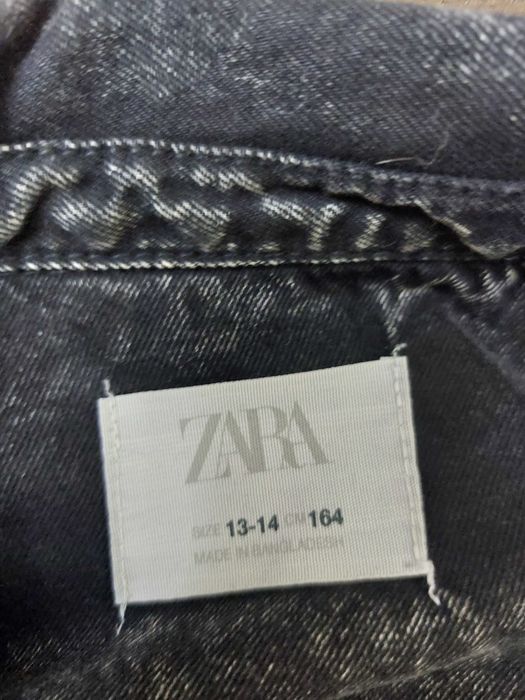 ZARA
SIZE 13-14 CM 164
MADE IN BANGLADESH